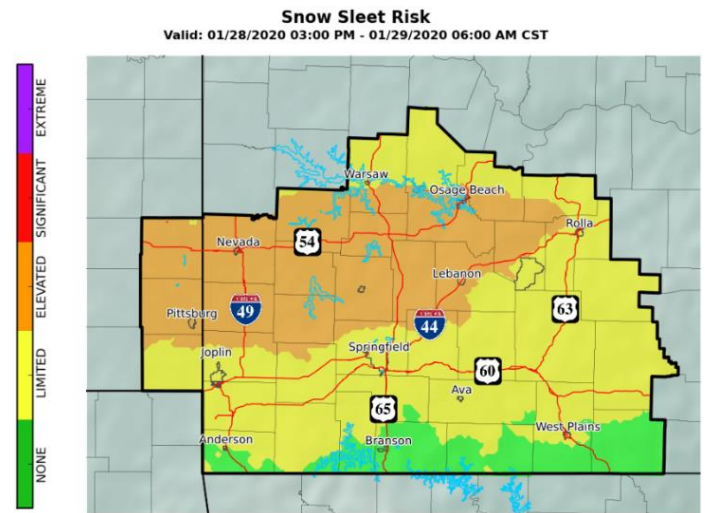 Snow Sleet Risk
Valid: 01/28/2020 03:00 PM - 01/29/2020 06:00 AM CST
EXTREME
SIGNIFICANT
ELEVATED
LIMITED
NONE
Warsaw
Osage Beach
Rolla
Nevada
54
Lebanon
Pittsburg
49
44
63
Joplin
Springfield
60
Ava
65
West Plains
Anderson
Branson